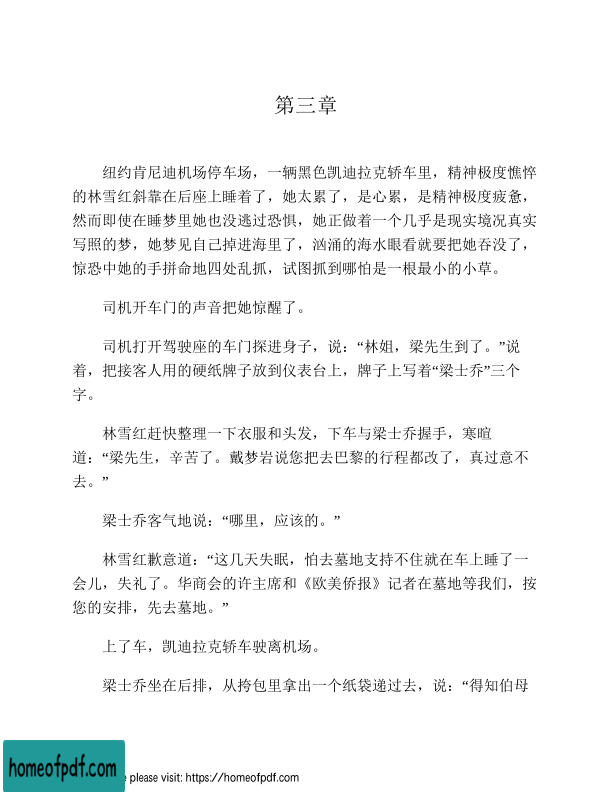 第三章
纽约肯尼迪机场停车场，一辆黑色凯迪拉克轿车里，精神极度憔悴
的林雪红斜靠在后座上睡着了，她太累了，是心累，是精神极度疲惫，
然而即使在睡梦里她也没逃过恐惧，她正做着一个几乎是现实境况真实
写照的梦，她梦见自己掉进海里了，汹涌的海水眼看就要把她吞没了，
惊恐中她的手拼命地四处乱抓，试图抓到哪怕是一根最小的小草。
司机开车门的声音把她惊醒了。
司机打开驾驶座的车门探进身子，说：“林姐，梁先生到了。”说
着，把接客人用的硬纸牌子放到仪表台上，牌子上写着“梁士乔”三个
字。
林雪红赶快整理一下衣服和头发，下车与梁士乔握手，寒暄
道：“梁先生，辛苦了。戴梦岩说您把去巴黎的行程都改了，真过意不
去。”
梁士乔客气地说：“哪里，应该的。”
林雪红歉意道：“这几天失眠，怕去墓地支持不住就在车上睡了一
会儿，失礼了。华商会的许主席和《欧美侨报》记者在墓地等我们，按
您的安排，先去墓地。”
上了车，凯迪拉克轿车驶离机场。
梁士乔坐在后排，从挎包里拿出一个纸袋递过去，说：“得知伯母
homeofpdf.com
please visit: https://homeofpdf.com